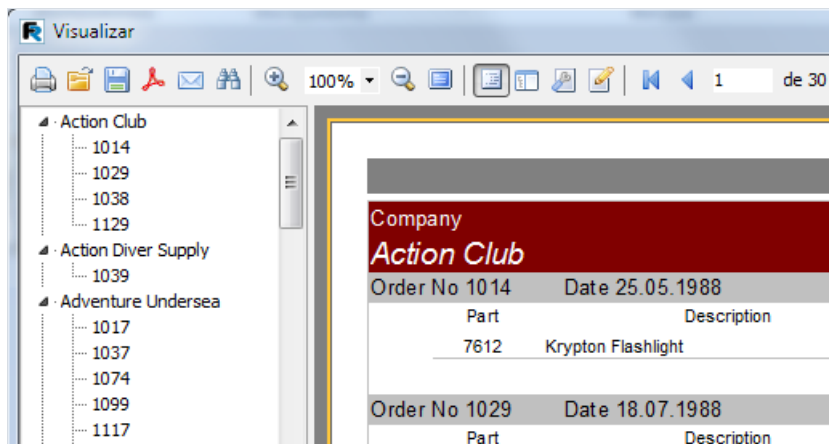 Visualizar
100%
1 de 30
Action Club
1014
1029
1038
1129
Action Diver Supply
1039
Adventure Undersea
1017
1037
1074
1099
1117
Company
Action Club
Order No 1014 Date 25.05.1988
Part Description
7612 Krypton Flashlight
Order No 1029 Date 18.07.1988
Part Description